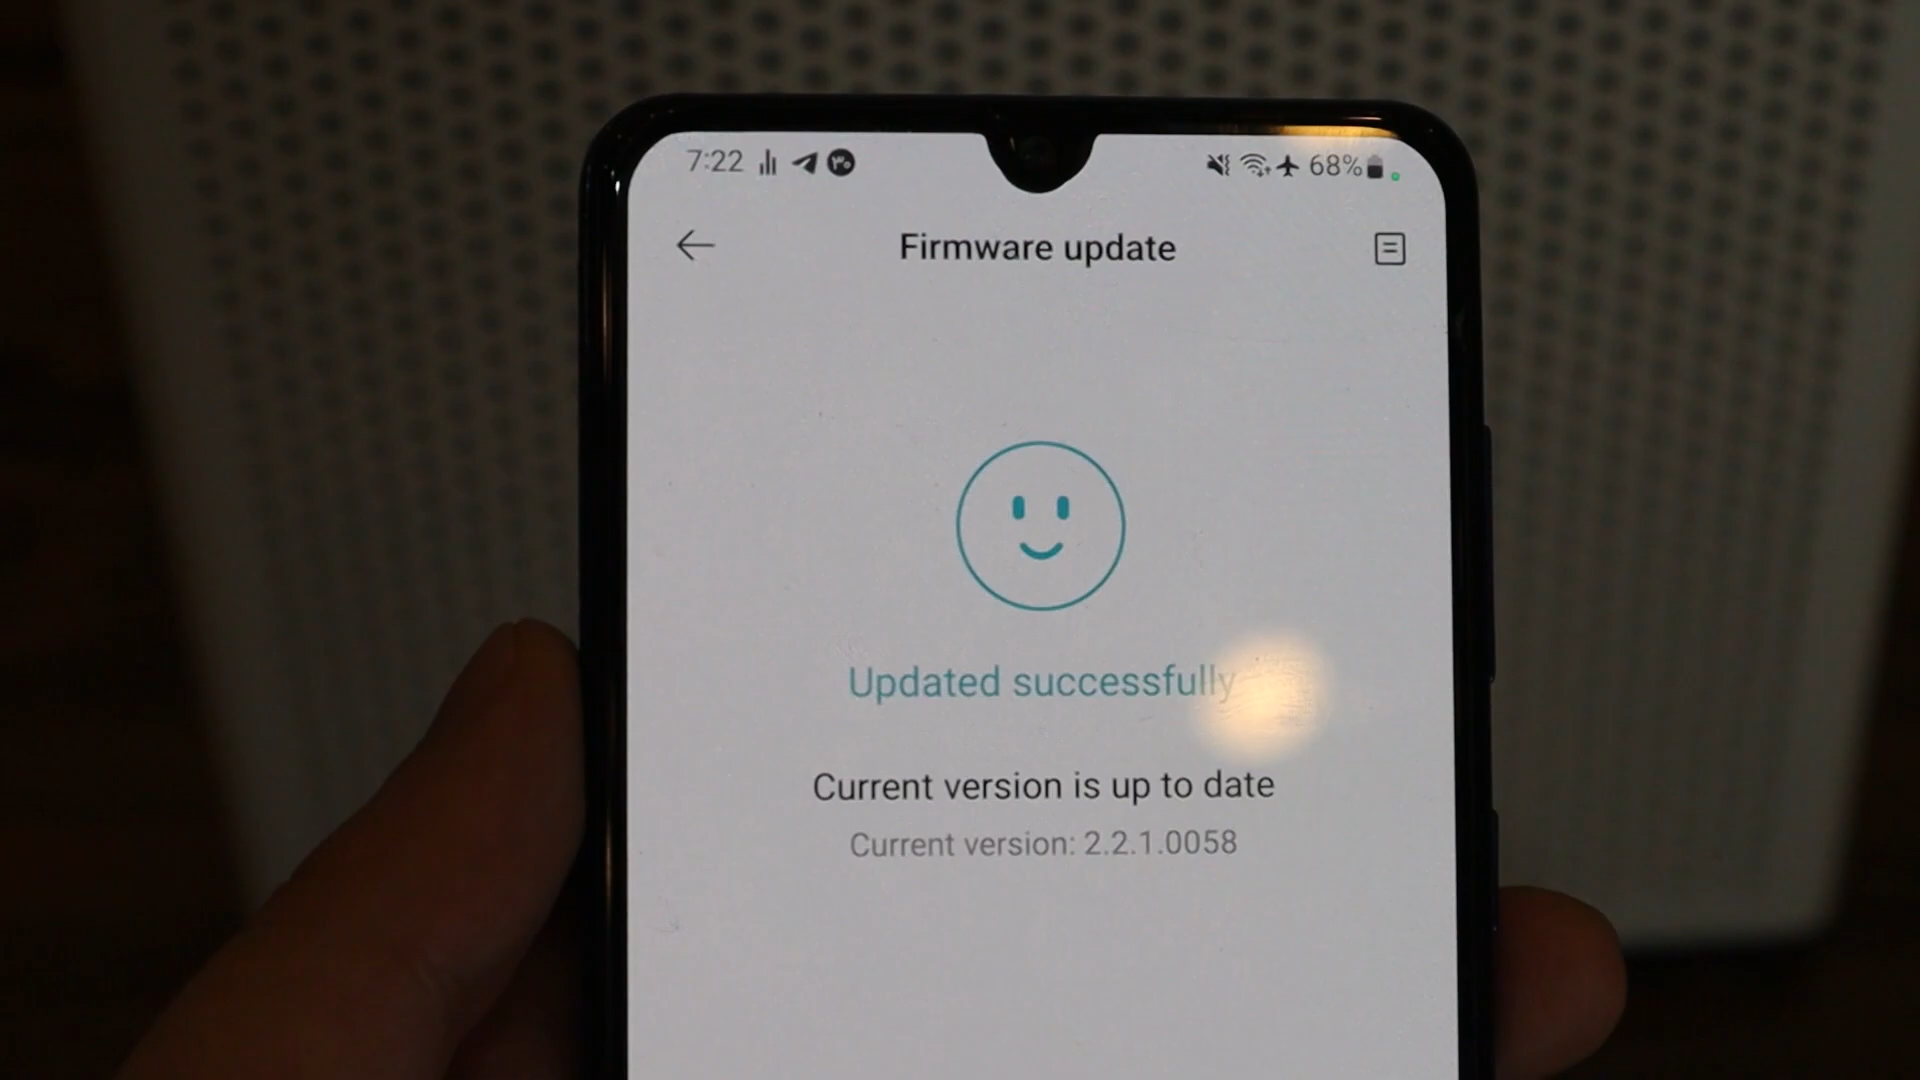 7:22 ۳۰ 68%
Firmware update
Updated successfully
Current version is up to date
Current version: 2.2.1.0058